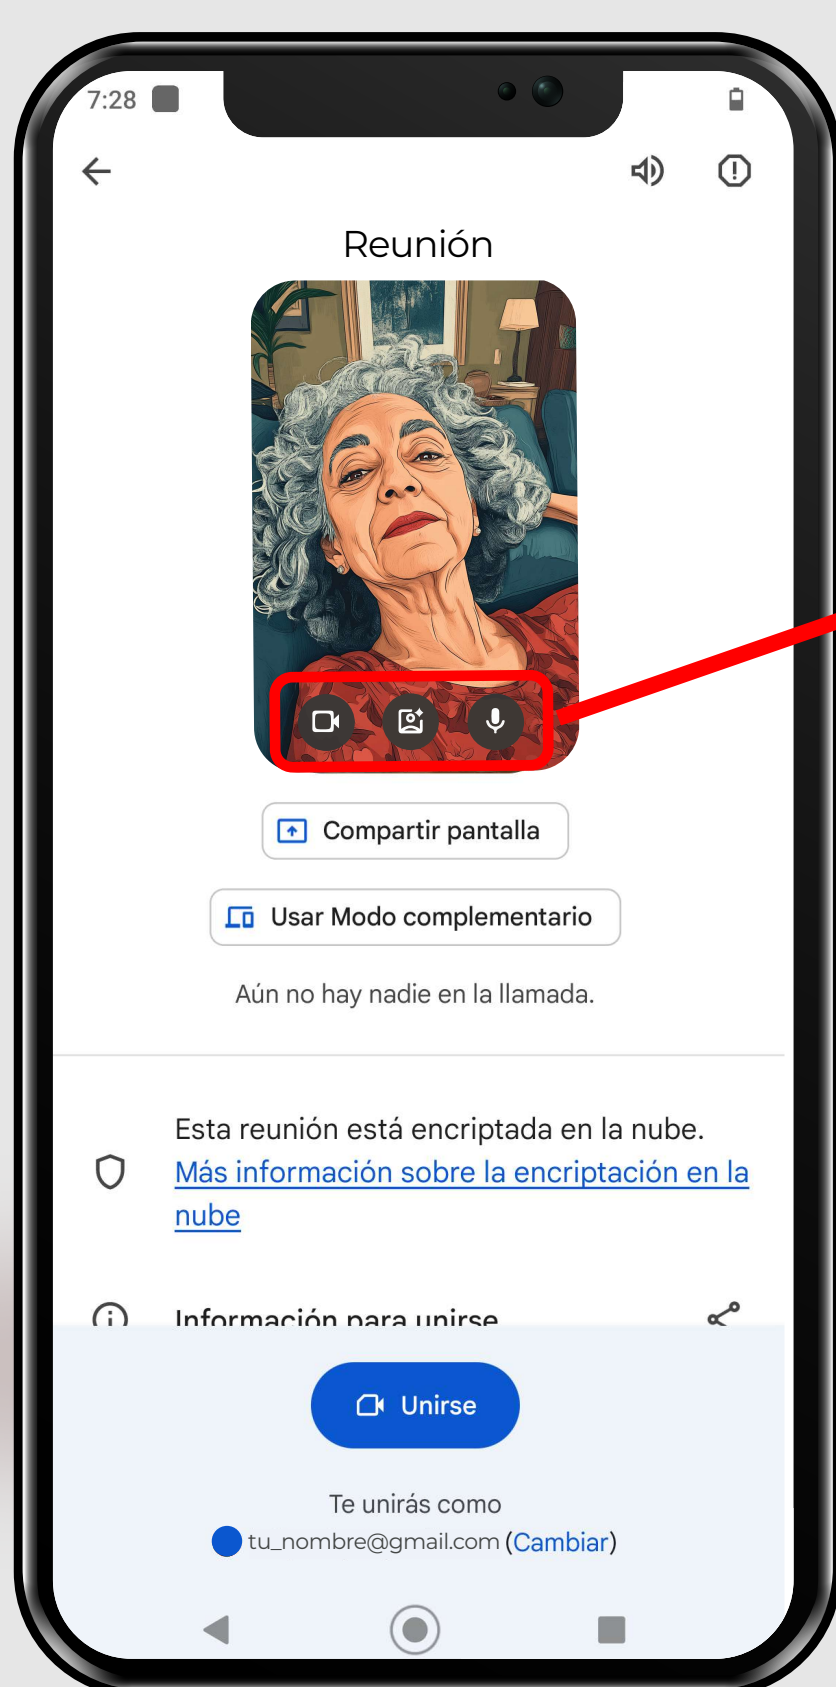 7:28
Reunión
Compartir pantalla
Usar Modo complementario
Aún no hay nadie en la llamada.
Esta reunión está encriptada en la nube.
Más información sobre la encriptación en la
nube
Información para unirse
Unirse
Te unirás como
tu_nombre@gmail.com (Cambiar)